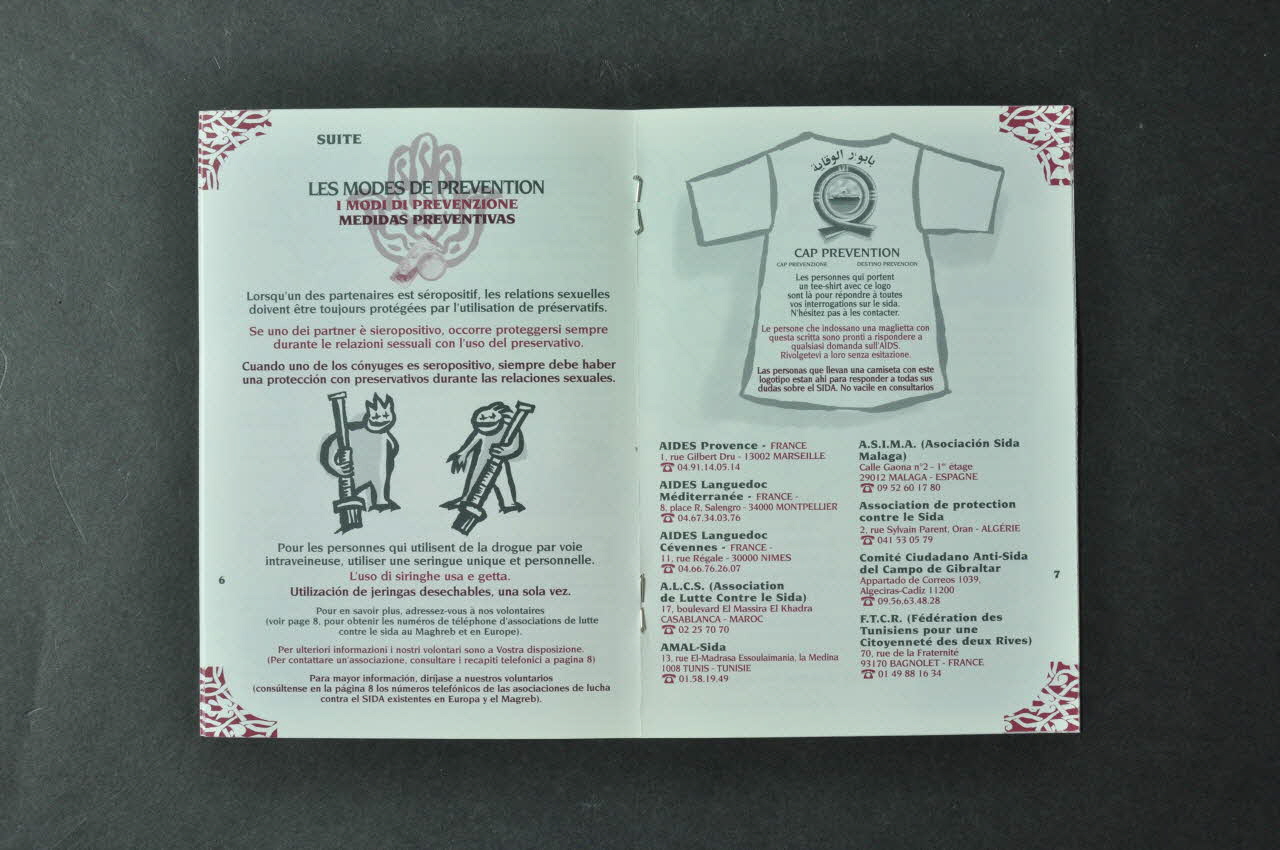 SUITE
LES MODES DE PREVENTION
I MODI DI PREVENZIONE
MEDIDAS PREVENTIVAS
Lorsqu'un des partenaires est séropositif, les relations sexuelles
doivent être toujours protégées par l'utilisation de préservatifs.
Se uno dei partner è sieropositivo, occorre proteggersi sempre
durante le relazioni sessuali con l'uso del preservativo.
Cuando uno de los cónyuges es seropositivo, siempre debe haber
una protección con preservativos durante las relaciones sexuales.
Pour les personnes qui utilisent de la drogue par voie
intraveineuse, utiliser une seringue unique et personnelle.
L'uso di siringhe usa e getta.
Utilización de jeringas desechables, una sola vez.
Pour en savoir plus, adressez-vous à nos volontaires
(voir page 8, pour obtenir les numéros de téléphone d'associations de lutte
contre le sida au Maghreb et en Europe).
Per ulteriori informazioni i nostri volontari sono a Vostra disposizione.
(Per contattare un'associazione, consultare i recapiti telefonici a pagina 8)
Para mayor información, diríjase a nuestros voluntarios
(consúltense en la página 8 los números telefónicos de las asociaciones de lucha
contra el SIDA existentes en Europa y el Magreb).
6
بابور الوقاية
CAP PREVENTION
CAP PREVENZIONE DESTINO PREVENCION
Les personnes qui portent
un tee-shirt avec ce logo
sont là pour répondre à toutes
vos interrogations sur le sida.
N'hésitez pas à les contacter.
Le persone che indossano una maglietta con
questa scritta sono pronti a rispondere a
qualsiasi domanda sull'AIDS.
Rivolgetevi a loro senza esitazione.
Las personas que llevan una camiseta con este
logotipo estan ahi para responder a todas sus
dudas sobre el SIDA. No vacile en consultarlos
AIDES Provence - FRANCE
1, rue Gilbert Dru - 13002 MARSEILLE
☎ 04.91.14.05.14
AIDES Languedoc
Méditerranée - FRANCE -
8, place R. Salengro - 34000 MONTPELLIER
☎ 04.67.34.03.76
AIDES Languedoc
Cévennes - FRANCE -
11, rue Régale - 30000 NIMES
☎ 04.66.76.26.07
A.L.C.S. (Association
de Lutte Contre le Sida)
17, boulevard El Massira El Khadra
CASABLANCA - MAROC
☎ 02 25 70 70
AMAL-Sida
13, rue El-Madrasa Essoulaimania, la Medina
1008 TUNIS - TUNISIE
☎ 01.58.19.49
A.S.I.M.A. (Asociación Sida
Malaga)
Calle Gaona n°2 - 1er étage
29012 MALAGA - ESPAGNE
☎ 09 52 60 17 80
Association de protection
contre le Sida
2, rue Sylvain Parent, Oran - ALGÉRIE
☎ 041 53 05 79
Comité Ciudadano Anti-Sida
del Campo de Gibraltar
Appartado de Correos 1039,
Algeciras-Cadiz 11200
☎ 09.56.63.48.28
F.T.C.R. (Fédération des
Tunisiens pour une
Citoyenneté des deux Rives)
70, rue de la Fraternité
93170 BAGNOLET - FRANCE
☎ 01 49 88 16 34
7